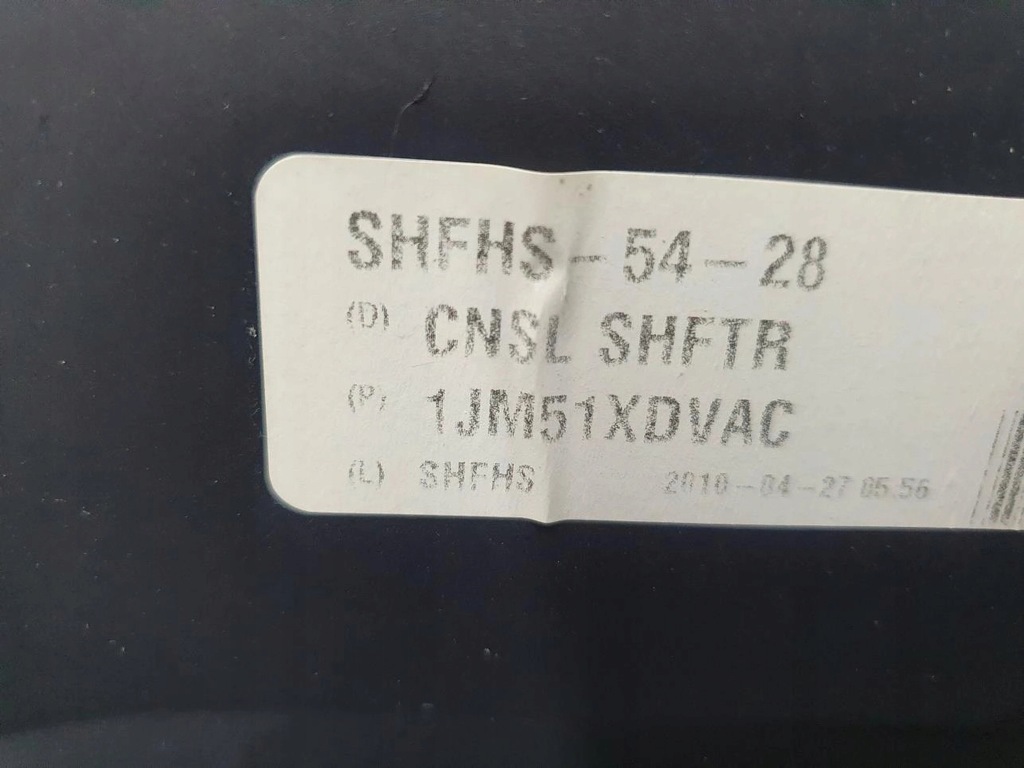 SHFHS-54-28
(D) CNSL SHFTR
(P) 1JM51XDVAC
(L) SHFHS 2010-04-27 05.56